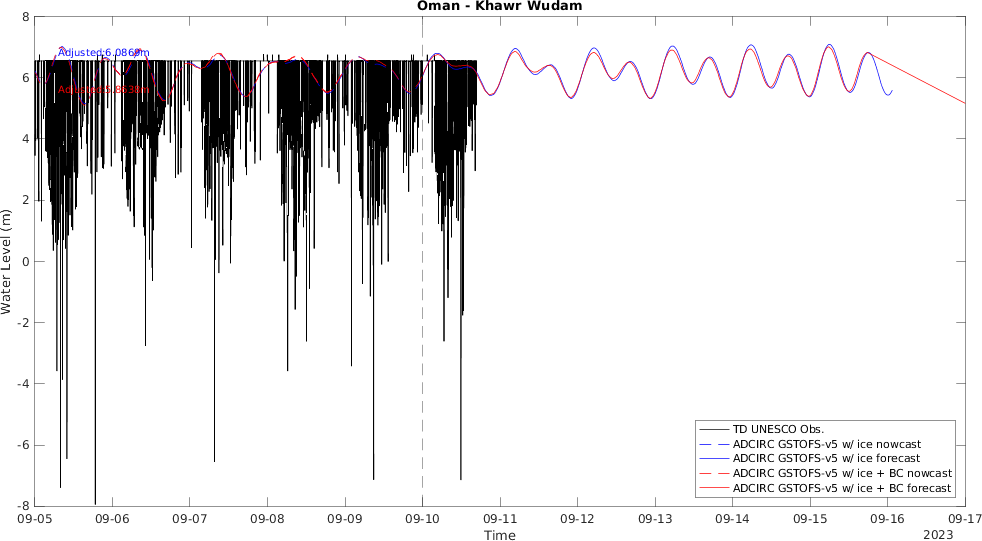 Oman - Khawr Wudam
8
6
4
2
0
-2
-4
-6
-8
Water Level (m)
Adjusted:6.0869m
TD UNESCO Obs.
ADCIRC GSTOFS-v5 w/ ice nowcast
ADCIRC GSTOFS-v5 w/ ice forecast
ADCIRC GSTOFS-v5 w/ ice + BC nowcast
ADCIRC GSTOFS-v5 w/ ice + BC forecast
09-05 09-06 09-07 09-08 09-09 09-10 09-11 09-12 09-13 09-14 09-15 09-16 09-17
Time
2023